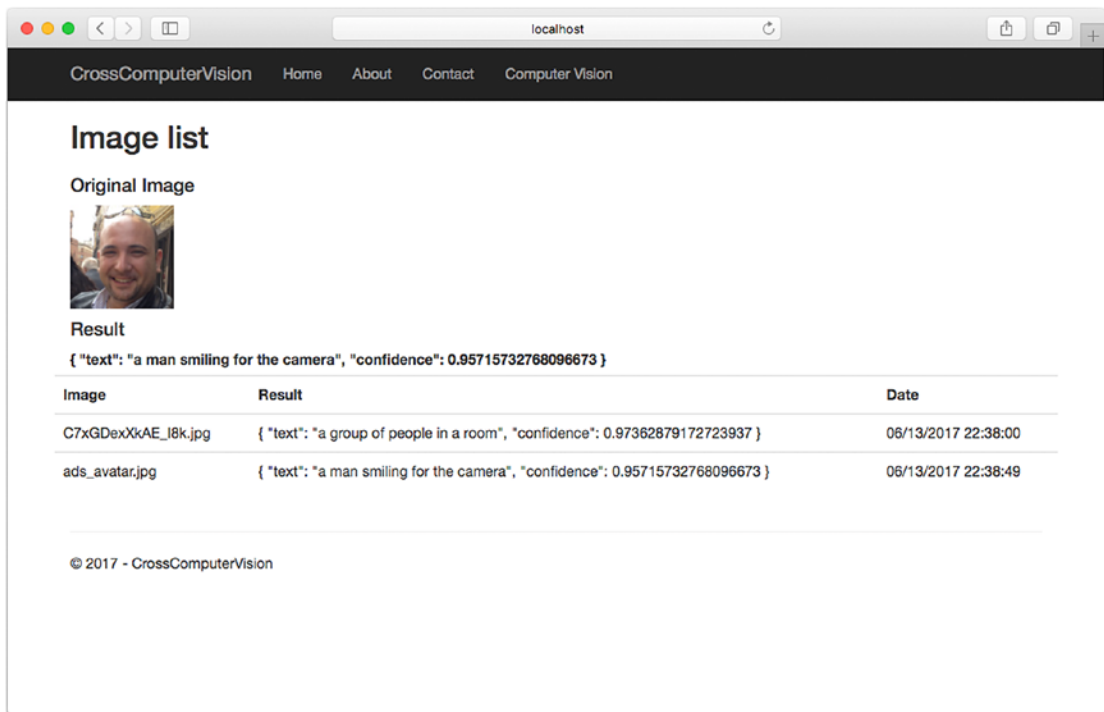 localhost
CrossComputerVision Home About Contact Computer Vision
Image list
Original Image
Result
{ "text": "a man smiling for the camera", "confidence": 0.95715732768096673 }
Image Result Date
C7xGDexXkAE_I8k.jpg { "text": "a group of people in a room", "confidence": 0.97362879172723937 } 06/13/2017 22:38:00
ads_avatar.jpg { "text": "a man smiling for the camera", "confidence": 0.95715732768096673 } 06/13/2017 22:38:49
© 2017 - CrossComputerVision